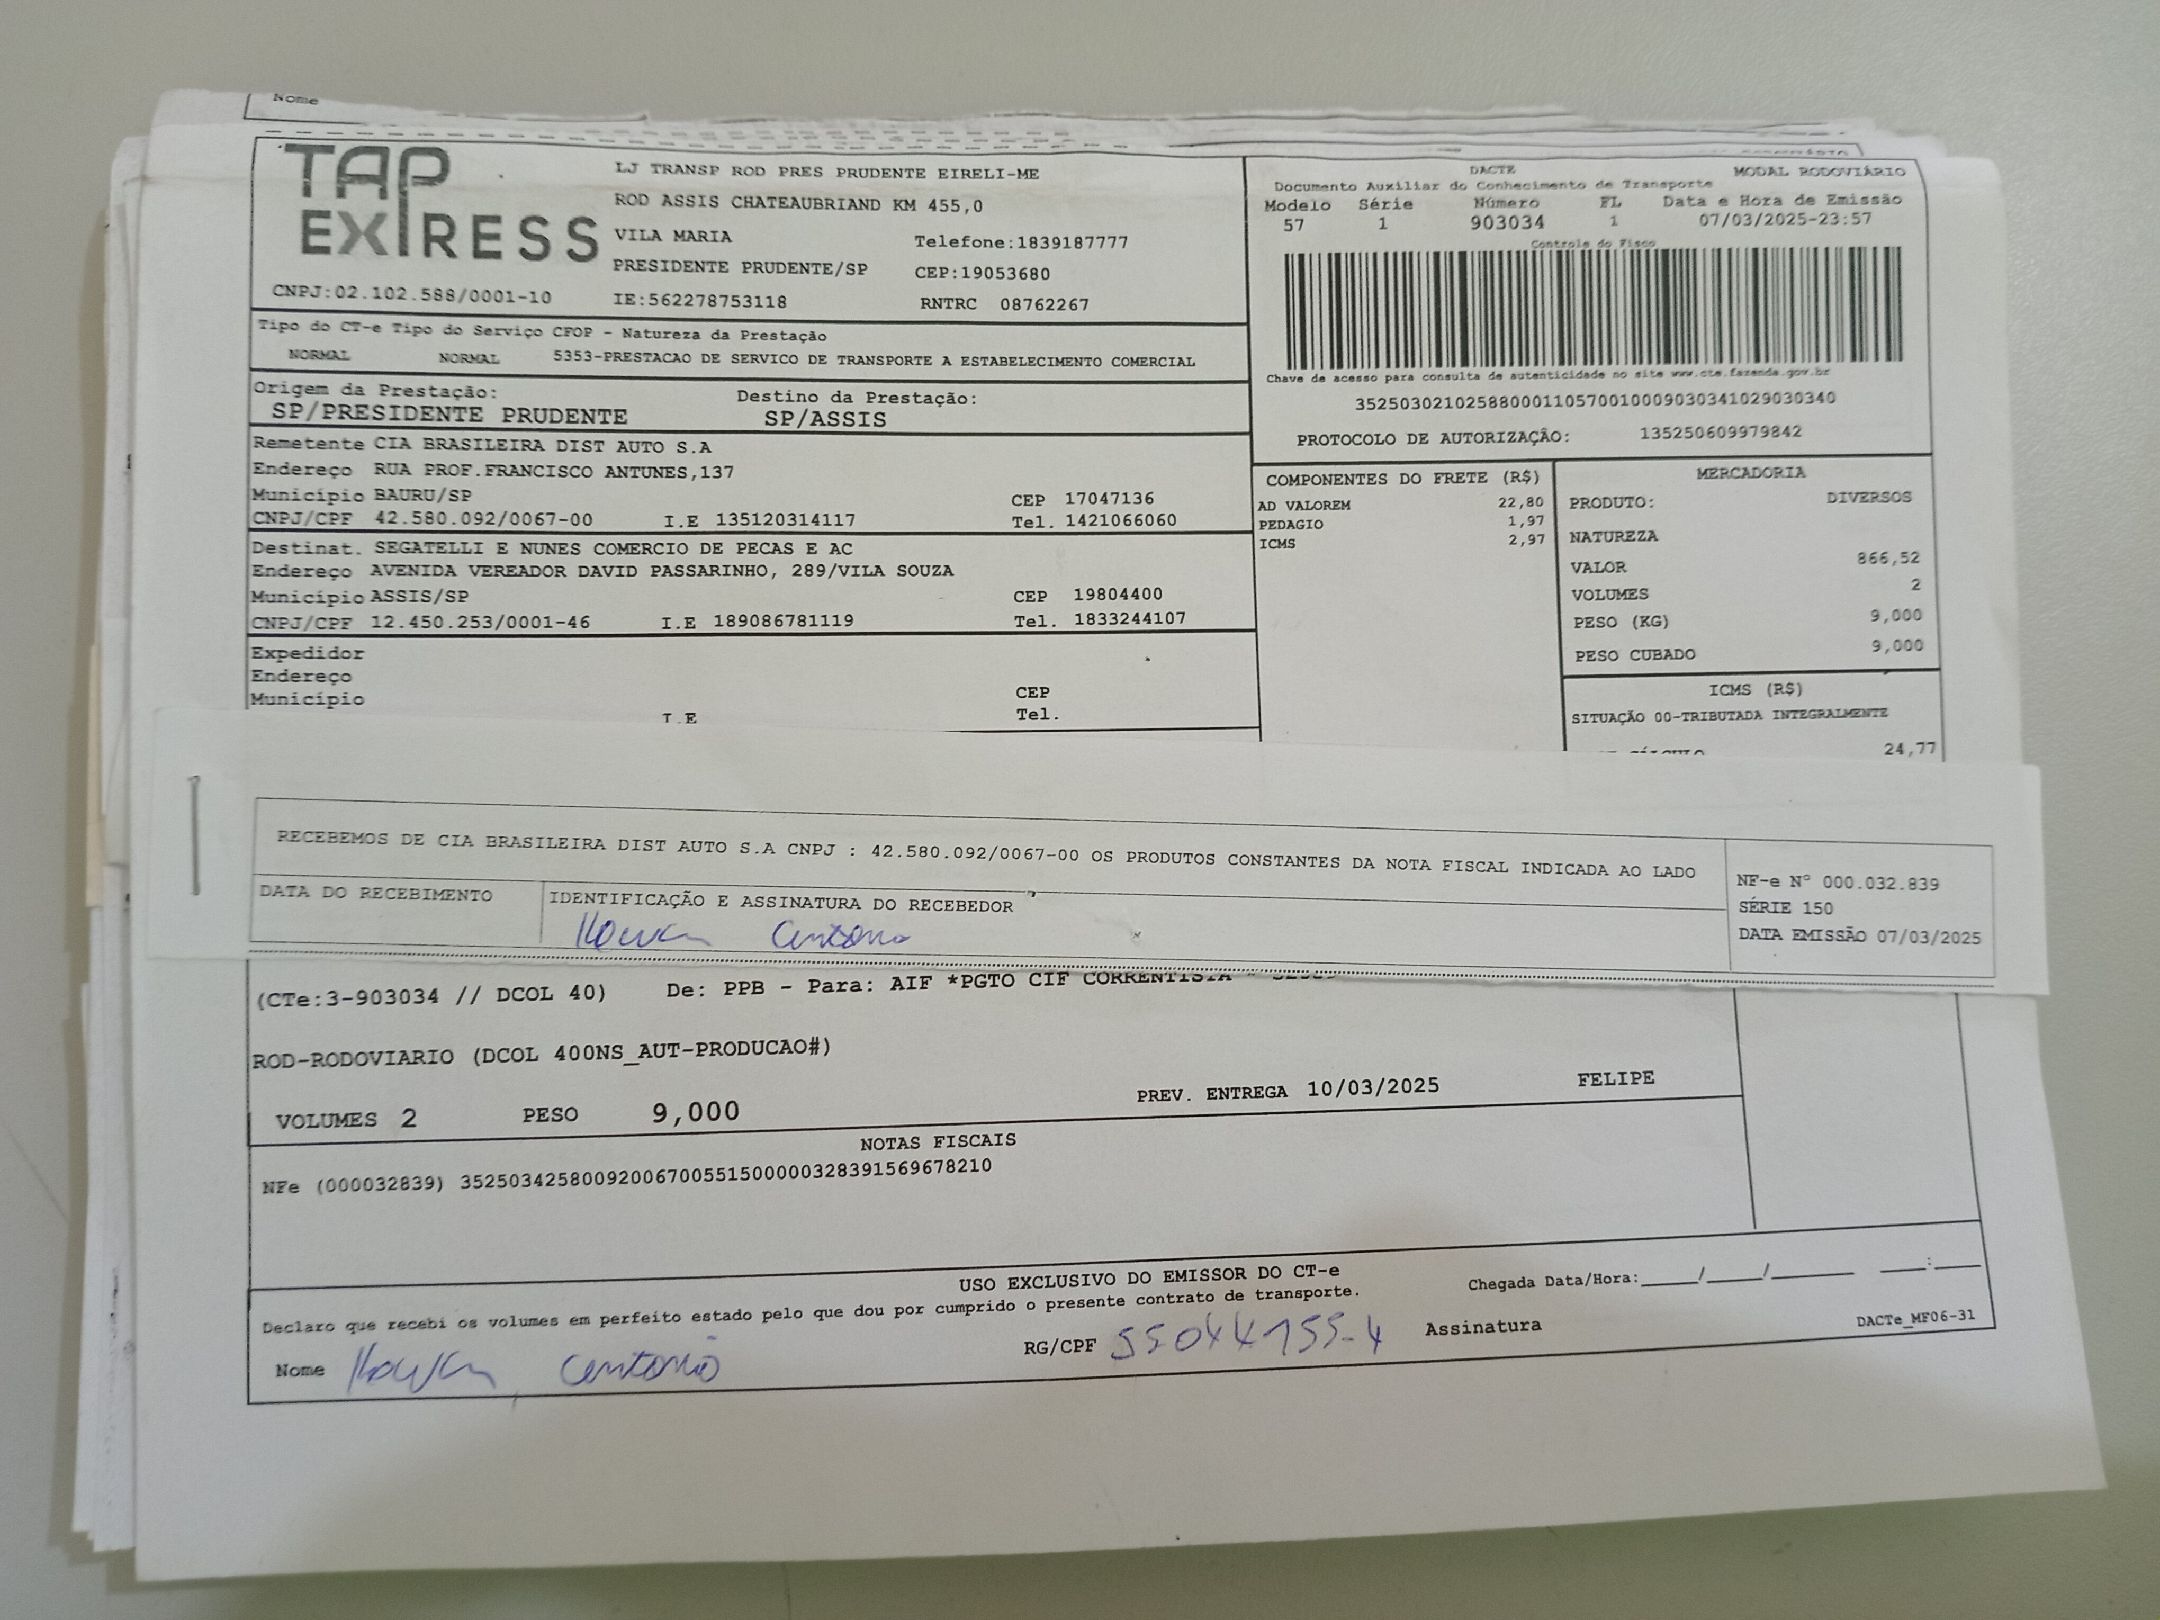 Nome
TAP EXPRESS
LJ TRANSP ROD PRES PRUDENTE EIRELI-ME
ROD ASSIS CHATEAUBRIAND KM 455,0
VILA MARIA Telefone:1839187777
PRESIDENTE PRUDENTE/SP CEP:19053680
CNPJ:02.102.588/0001-10 IE:562278753118 RNTRC 08762267
DACTE MODAL RODOVIÁRIO
Documento Auxiliar do Conhecimento de Transporte
Modelo Série Número FL Data e Hora de Emissão
57 1 903034 1 07/03/2025-23:57
Controle do Fisco
Chave de acesso para consulta de autenticidade no site www.cte.fazenda.gov.br
35250302102588000110570010009030341029030340
PROTOCOLO DE AUTORIZAÇÃO: 135250609979842
Tipo do CT-e Tipo do Serviço CFOP - Natureza da Prestação
NORMAL NORMAL 5353-PRESTACAO DE SERVICO DE TRANSPORTE A ESTABELECIMENTO COMERCIAL
Origem da Prestação: Destino da Prestação:
SP/PRESIDENTE PRUDENTE SP/ASSIS
Remetente CIA BRASILEIRA DIST AUTO S.A
Endereço RUA PROF.FRANCISCO ANTUNES,137
Município BAURU/SP CEP 17047136
CNPJ/CPF 42.580.092/0067-00 I.E 135120314117 Tel. 1421066060
Destinat. SEGATELLI E NUNES COMERCIO DE PECAS E AC
Endereço AVENIDA VEREADOR DAVID PASSARINHO, 289/VILA SOUZA
Município ASSIS/SP CEP 19804400
CNPJ/CPF 12.450.253/0001-46 I.E 189086781119 Tel. 1833244107
Expedidor
Endereço
Município CEP
I.E Tel.
COMPONENTES DO FRETE (R$)
AD VALOREM 22,80
PEDAGIO 1,97
ICMS 2,97
MERCADORIA
PRODUTO: DIVERSOS
NATUREZA
VALOR 866,52
VOLUMES 2
PESO (KG) 9,000
PESO CUBADO 9,000
ICMS (R$)
SITUAÇÃO 00-TRIBUTADA INTEGRALMENTE
24,77
RECEBEMOS DE CIA BRASILEIRA DIST AUTO S.A CNPJ : 42.580.092/0067-00 OS PRODUTOS CONSTANTES DA NOTA FISCAL INDICADA AO LADO
DATA DO RECEBIMENTO IDENTIFICAÇÃO E ASSINATURA DO RECEBEDOR
NF-e N° 000.032.839
SÉRIE 150
DATA EMISSÃO 07/03/2025
(CTe:3-903034 // DCOL 40) De: PPB - Para: AIF *PGTO CIF CORRENTISTA
ROD-RODOVIARIO (DCOL 400NS_AUT-PRODUCAO#)
VOLUMES 2 PESO 9,000 PREV. ENTREGA 10/03/2025 FELIPE
NOTAS FISCAIS
NFe (000032839) 35250342580092006700551500000328391569678210
USO EXCLUSIVO DO EMISSOR DO CT-e
Declaro que recebi os volumes em perfeito estado pelo que dou por cumprido o presente contrato de transporte.
Chegada Data/Hora:____/____/______ ___:___
Nome RG/CPF 55044155-4 Assinatura
DACTe_MF06-31